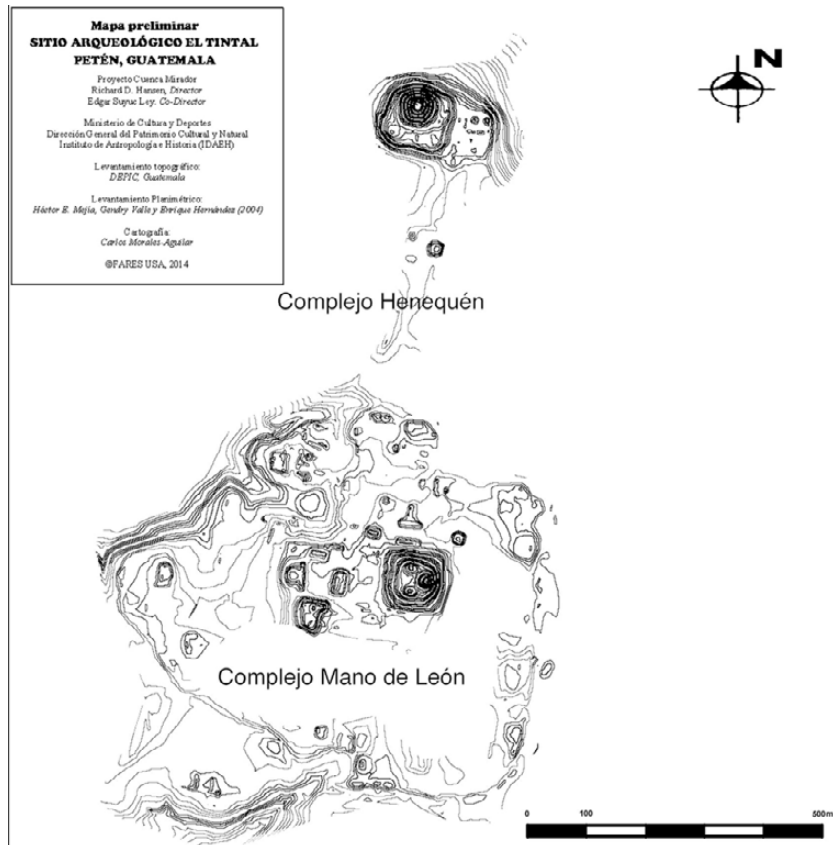 Mapa preliminar
SITIO ARQUEOLÓGICO EL TINTAL
PETÉN, GUATEMALA
Proyecto Cuenca Mirador
Richard D. Hansen, Director
Edgar Suyuc Ley. Co-Director
Ministerio de Cultura y Deportes
Dirección General del Patrimonio Cultural y Natural
Instituto de Antropología e Historia (IDAEH)
Levantamiento topográfico:
DEPIC, Guatemala
Levantamiento Planimétrico:
Héctor E. Mejía, Gendry Valle y Enrique Hernández (2004)
Cartografía:
Carlos Morales-Aguilar
@FARES USA, 2014
N
Complejo Henequén
Complejo Mano de León
0 100 500m